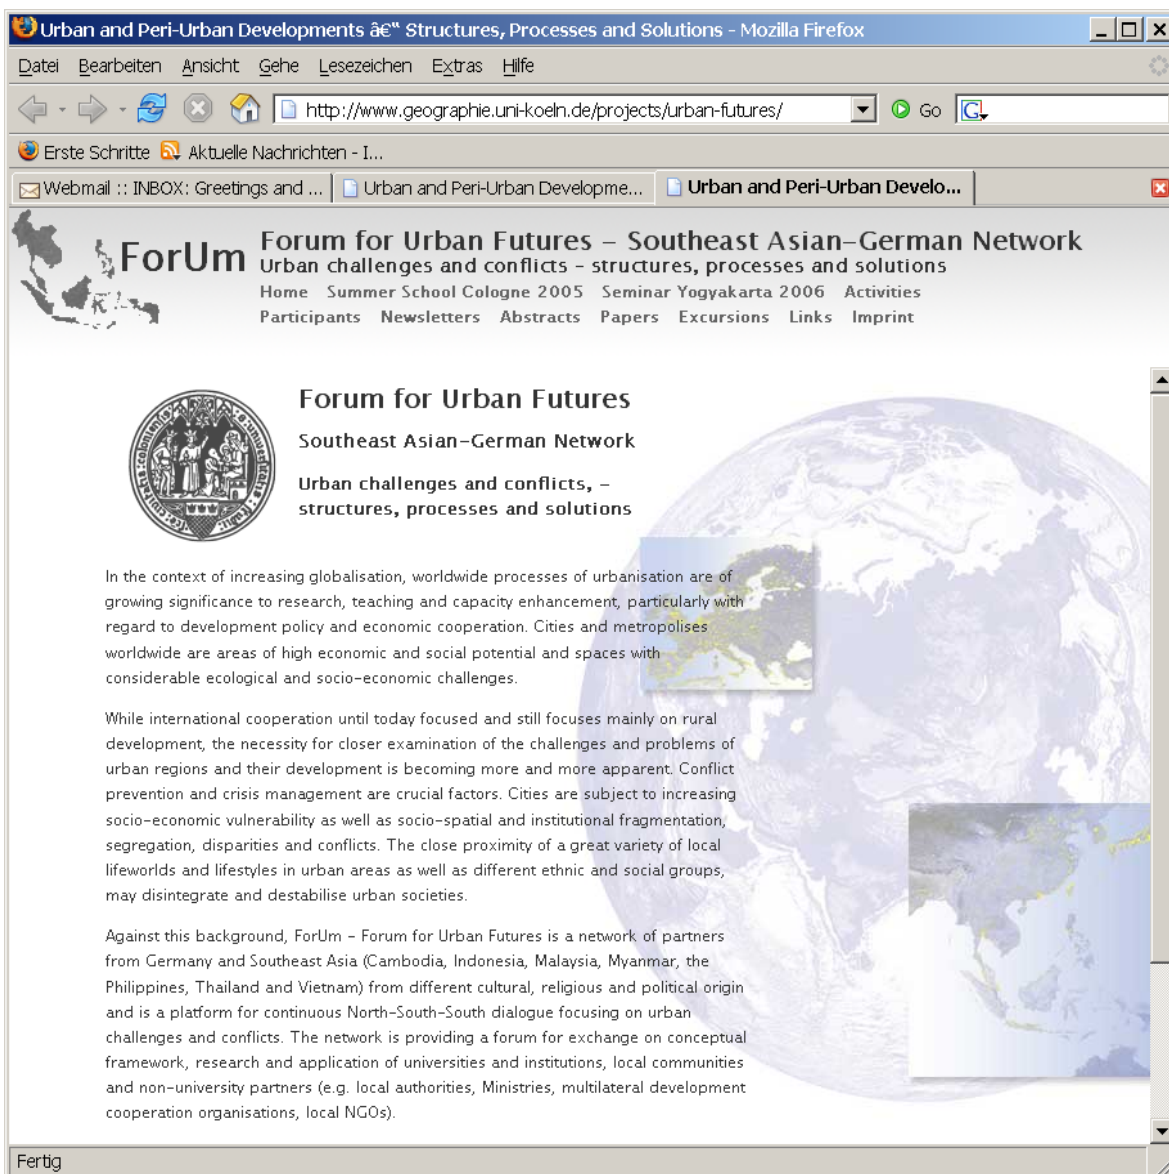 Urban and Peri-Urban Developments â€“ Structures, Processes and Solutions - Mozilla Firefox
Datei Bearbeiten Ansicht Gehe Lesezeichen Extras Hilfe
http://www.geographie.uni-koeln.de/projects/urban-futures/ Go G
Erste Schritte Aktuelle Nachrichten - I...
Webmail :: INBOX: Greetings and ... Urban and Peri-Urban Developme... Urban and Peri-Urban Develo...
ForUm
Forum for Urban Futures – Southeast Asian–German Network
Urban challenges and conflicts – structures, processes and solutions
Home Summer School Cologne 2005 Seminar Yogyakarta 2006 Activities
Participants Newsletters Abstracts Papers Excursions Links Imprint
Forum for Urban Futures
Southeast Asian–German Network
Urban challenges and conflicts, –
structures, processes and solutions
In the context of increasing globalisation, worldwide processes of urbanisation are of
growing significance to research, teaching and capacity enhancement, particularly with
regard to development policy and economic cooperation. Cities and metropolises
worldwide are areas of high economic and social potential and spaces with
considerable ecological and socio-economic challenges.
While international cooperation until today focused and still focuses mainly on rural
development, the necessity for closer examination of the challenges and problems of
urban regions and their development is becoming more and more apparent. Conflict
prevention and crisis management are crucial factors. Cities are subject to increasing
socio-economic vulnerability as well as socio-spatial and institutional fragmentation,
segregation, disparities and conflicts. The close proximity of a great variety of local
lifeworlds and lifestyles in urban areas as well as different ethnic and social groups,
may disintegrate and destabilise urban societies.
Against this background, ForUm – Forum for Urban Futures is a network of partners
from Germany and Southeast Asia (Cambodia, Indonesia, Malaysia, Myanmar, the
Philippines, Thailand and Vietnam) from different cultural, religious and political origin
and is a platform for continuous North-South-South dialogue focusing on urban
challenges and conflicts. The network is providing a forum for exchange on conceptual
framework, research and application of universities and institutions, local communities
and non-university partners (e.g. local authorities, Ministries, multilateral development
cooperation organisations, local NGOs).
Fertig